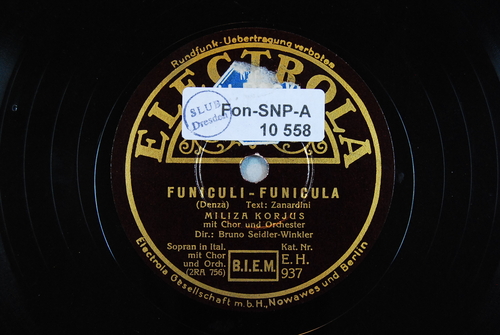 Rundfunk-Uebertragung verboten
ELECTROLA
SLUB
Dresden
Fon-SNP-A
10 558
FUNICULI - FUNICULA
(Denza) Text: Zanardini
MILIZA KORJUS
mit Chor und Orchester
Dir.: Bruno Seidler-Winkler
Sopran in Ital.
mit Chor
und Orch.
(2RA 756)
B.I.E.M.
Kat. Nr.
E.H.
937
Electrola Gesellschaft m.b.H., Nowawes und Berlin